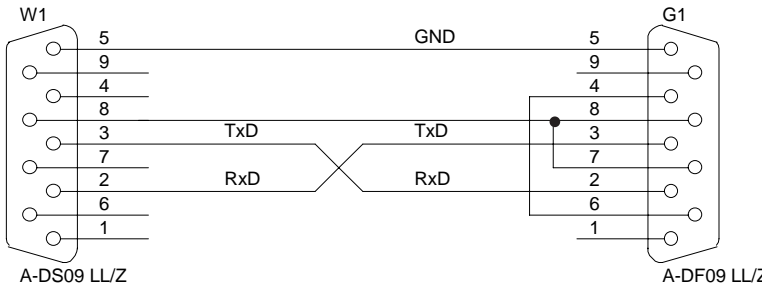 W1 G1
5 GND 5
9 9
4 4
8 8
3 TxD TxD 3
7 7
2 RxD RxD 2
6 6
1 1
A-DS09 LL/Z A-DF09 LL/Z